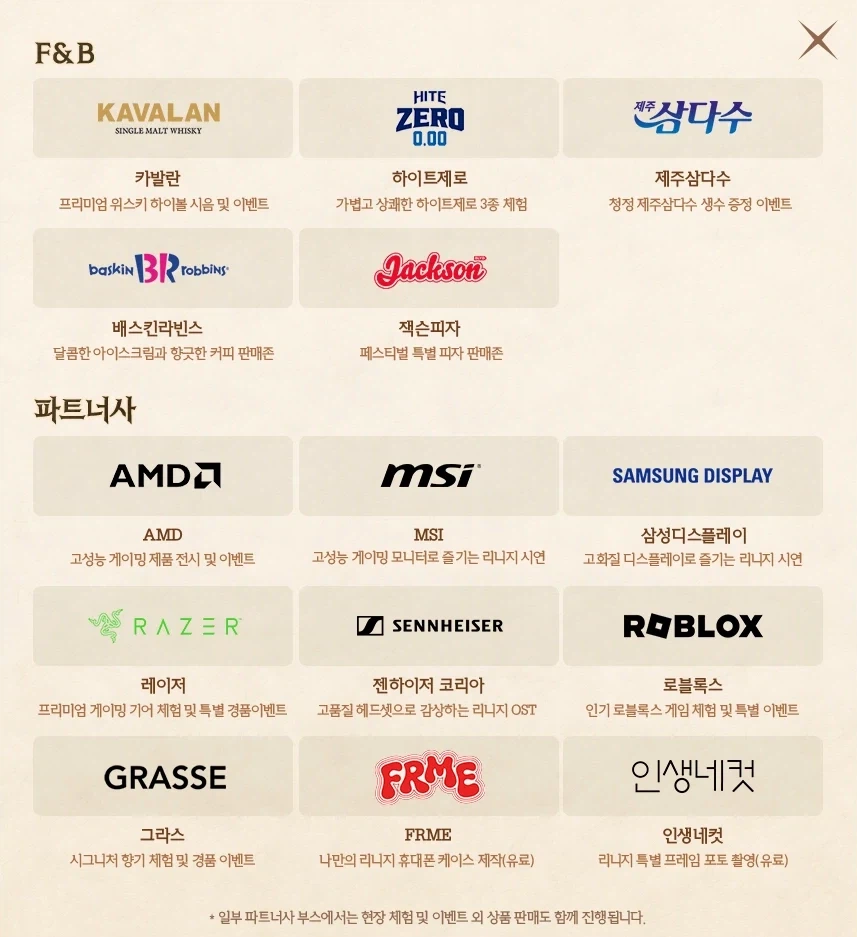 F&B
KAVALAN
SINGLE MALT WHISKY
카발란
프리미엄 위스키 하이볼 시음 및 이벤트
HITE
ZERO
0.00
하이트제로
가볍고 상쾌한 하이트제로 3종 체험
제주삼다수
제주삼다수
청정 제주삼다수 생수 증정 이벤트
baskin BR robbins
배스킨라빈스
달콤한 아이스크림과 향긋한 커피 판매존
Jackson
잭슨피자
페스티벌 특별 피자 판매존
파트너사
AMD
AMD
고성능 게이밍 제품 전시 및 이벤트
msi
MSI
고성능 게이밍 모니터로 즐기는 리니지 시연
SAMSUNG DISPLAY
삼성디스플레이
고화질 디스플레이로 즐기는 리니지 시연
RAZER
레이저
프리미엄 게이밍 기어 체험 및 특별 경품이벤트
SENNHEISER
젠하이저 코리아
고품질 헤드셋으로 감상하는 리니지 OST
ROBLOX
로블록스
인기 로블록스 게임 체험 및 특별 이벤트
GRASSE
그라스
시그니처 향기 체험 및 경품 이벤트
FRME
FRME
나만의 리니지 휴대폰 케이스 제작(유료)
인생네컷
인생네컷
리니지 특별 프레임 포토 촬영(유료)
* 일부 파트너사 부스에서는 현장 체험 및 이벤트 외 상품 판매도 함께 진행됩니다.